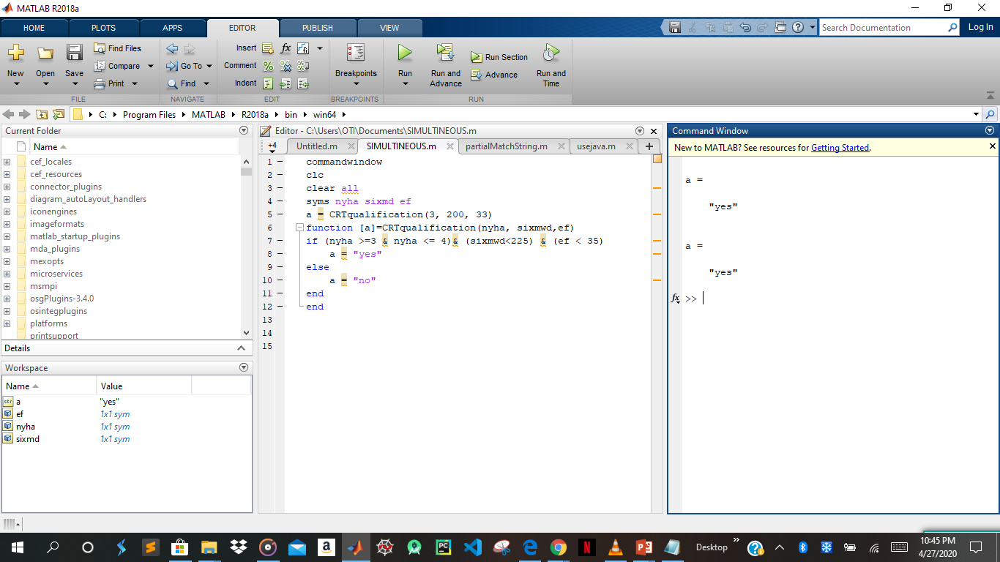 MATLAB R2018a
HOME PLOTS APPS EDITOR PUBLISH VIEW Search Documentation Log In
New Open Save Find Files Compare Print
Go To Find
Insert fx
Comment
Indent
Breakpoints
Run Run and Advance Run Section Advance Run and Time
FILE NAVIGATE EDIT BREAKPOINTS RUN
C: Program Files MATLAB R2018a bin win64
Current Folder
Name
cef_locales
cef_resources
connector_plugins
diagram_autoLayout_handlers
iconengines
imageformats
matlab_startup_plugins
mda_plugins
mexopts
microservices
msmpi
osgPlugins-3.4.0
osintegplugins
platforms
printsupport
Details
Workspace
Name Value
a "yes"
ef 1x1 sym
nyha 1x1 sym
sixmd 1x1 sym
Editor - C:\Users\OTI\Documents\SIMULTINEOUS.m
+4 Untitled.m SIMULTINEOUS.m partialMatchString.m usejava.m
1 commandwindow
2 clc
3 clear all
4 syms nyha sixmd ef
5 a = CRTqualification(3, 200, 33)
6 function [a]=CRTqualification(nyha, sixmwd,ef)
7 if (nyha >=3 & nyha <= 4)& (sixmwd<225) & (ef < 35)
8 a = "yes"
9 else
10 a = "no"
11 end
12 end
13
14
15
Command Window
New to MATLAB? See resources for Getting Started.
a =
"yes"
a =
"yes"
fx >>
Desktop 10:45 PM
4/27/2020